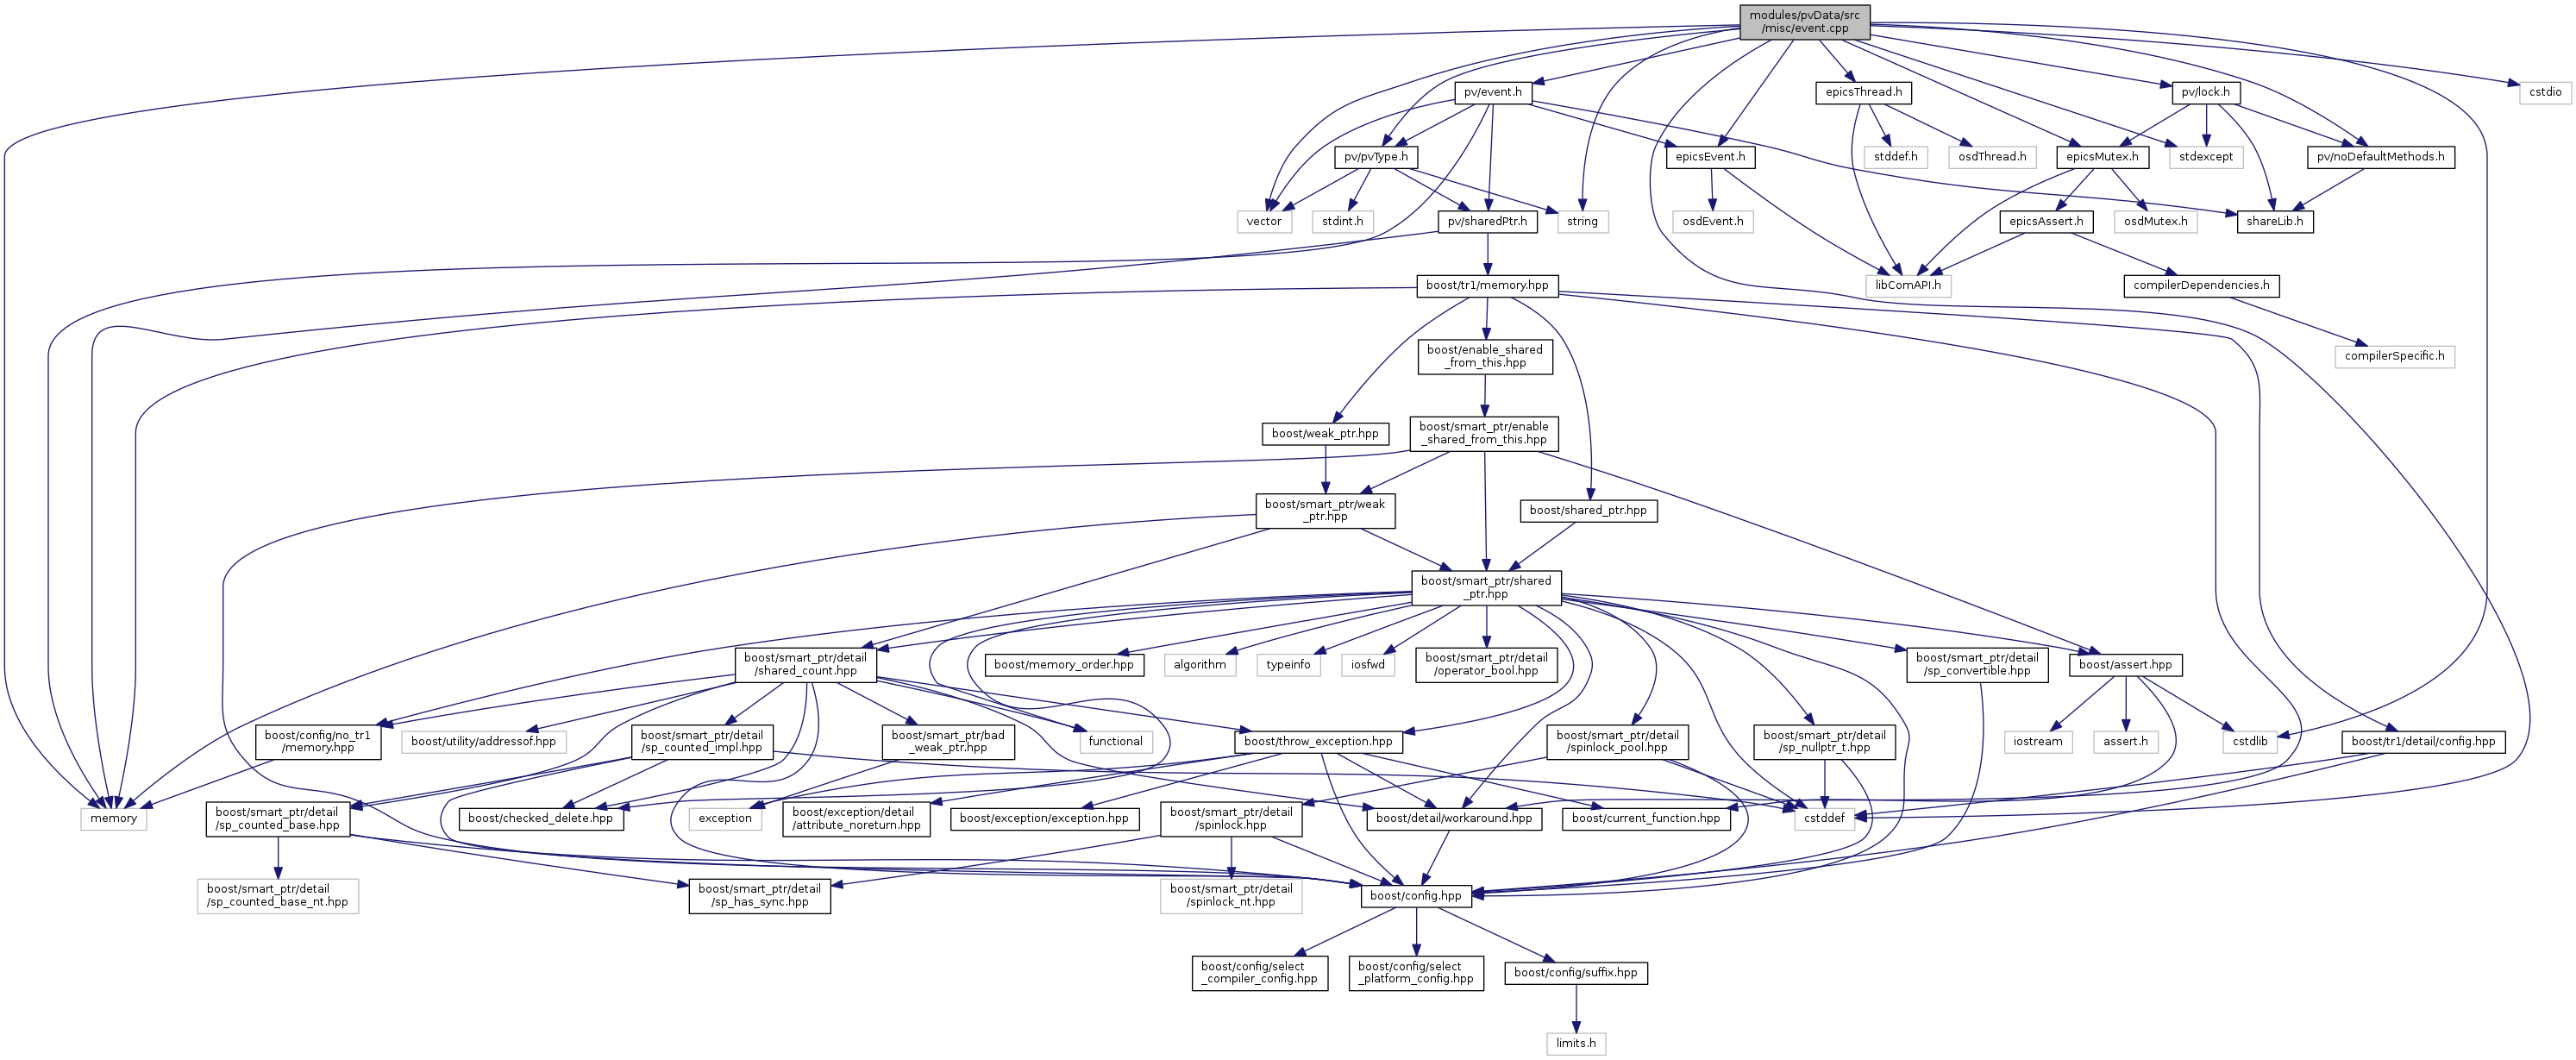 modules/pvData/src
/misc/event.cpp
pv/event.h
epicsThread.h
pv/lock.h
cstdio
pv/pvType.h
epicsEvent.h
stddef.h
osdThread.h
epicsMutex.h
stdexcept
pv/noDefaultMethods.h
vector
stdint.h
pv/sharedPtr.h
string
osdEvent.h
epicsAssert.h
osdMutex.h
shareLib.h
boost/tr1/memory.hpp
libComAPI.h
compilerDependencies.h
boost/enable_shared
_from_this.hpp
compilerSpecific.h
boost/weak_ptr.hpp
boost/smart_ptr/enable
_shared_from_this.hpp
boost/smart_ptr/weak
_ptr.hpp
boost/shared_ptr.hpp
boost/smart_ptr/shared
_ptr.hpp
boost/smart_ptr/detail
/shared_count.hpp
boost/memory_order.hpp
algorithm
typeinfo
iosfwd
boost/smart_ptr/detail
/operator_bool.hpp
boost/smart_ptr/detail
/sp_convertible.hpp
boost/assert.hpp
boost/config/no_tr1
/memory.hpp
boost/utility/addressof.hpp
boost/smart_ptr/detail
/sp_counted_impl.hpp
boost/smart_ptr/bad
_weak_ptr.hpp
functional
boost/throw_exception.hpp
boost/smart_ptr/detail
/spinlock_pool.hpp
boost/smart_ptr/detail
/sp_nullptr_t.hpp
iostream
assert.h
cstdlib
boost/tr1/detail/config.hpp
memory
boost/smart_ptr/detail
/sp_counted_base.hpp
boost/checked_delete.hpp
exception
boost/exception/detail
/attribute_noreturn.hpp
boost/exception/exception.hpp
boost/smart_ptr/detail
/spinlock.hpp
boost/detail/workaround.hpp
boost/current_function.hpp
cstddef
boost/smart_ptr/detail
/sp_counted_base_nt.hpp
boost/smart_ptr/detail
/sp_has_sync.hpp
boost/smart_ptr/detail
/spinlock_nt.hpp
boost/config.hpp
boost/config/select
_compiler_config.hpp
boost/config/select
_platform_config.hpp
boost/config/suffix.hpp
limits.h